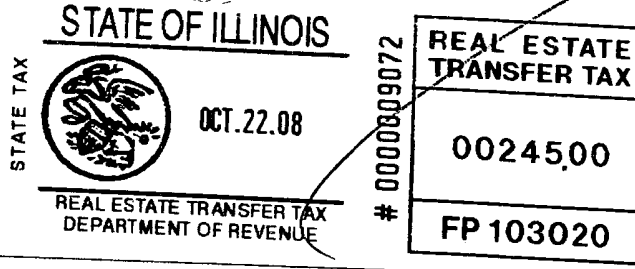 STATE OF ILLINOIS
STATE TAX
OCT.22.08
REAL ESTATE TRANSFER TAX
DEPARTMENT OF REVENUE
# 0000809072
REAL ESTATE
TRANSFER TAX
00245.00
FP 103020